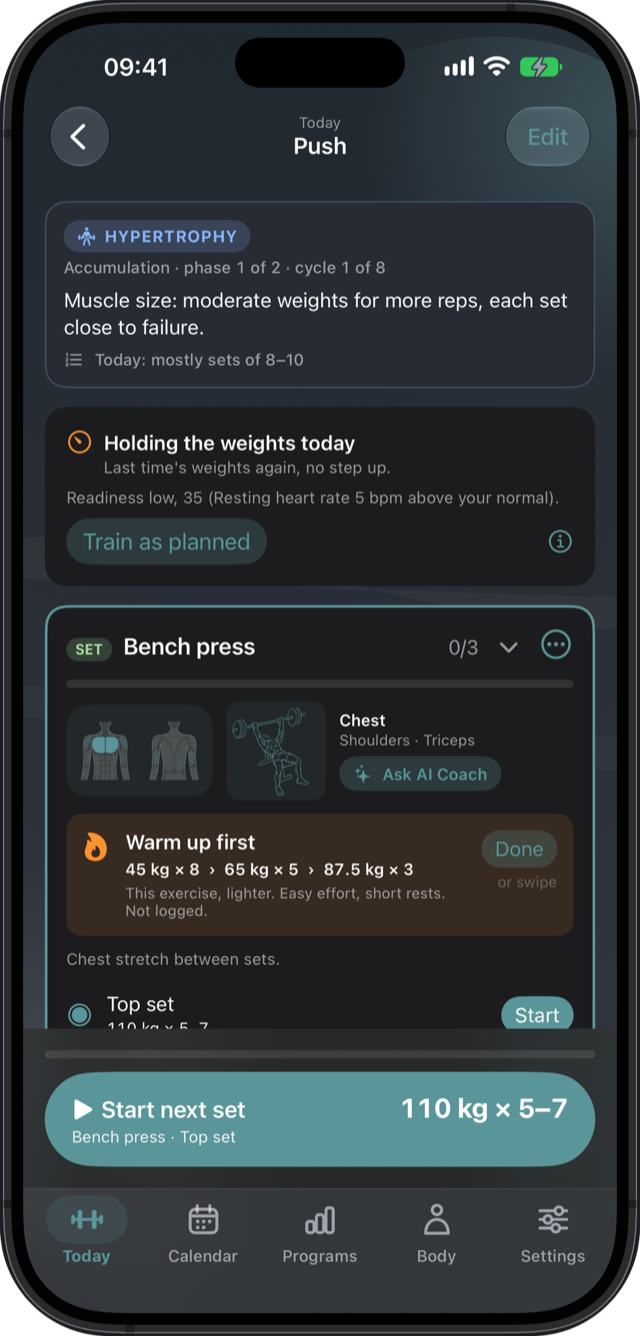 09:41
Today
Push
Edit
HYPERTROPHY
Accumulation · phase 1 of 2 · cycle 1 of 8
Muscle size: moderate weights for more reps, each set
close to failure.
Today: mostly sets of 8–10
Holding the weights today
Last time's weights again, no step up.
Readiness low, 35 (Resting heart rate 5 bpm above your normal).
Train as planned
SET Bench press 0/3
Chest
Shoulders · Triceps
Ask AI Coach
Warm up first
Done
45 kg × 8 › 65 kg × 5 › 87.5 kg × 3
or swipe
This exercise, lighter. Easy effort, short rests.
Not logged.
Chest stretch between sets.
Top set
Start
110 kg × 5–7
Start next set 110 kg × 5–7
Bench press · Top set
Today Calendar Programs Body Settings